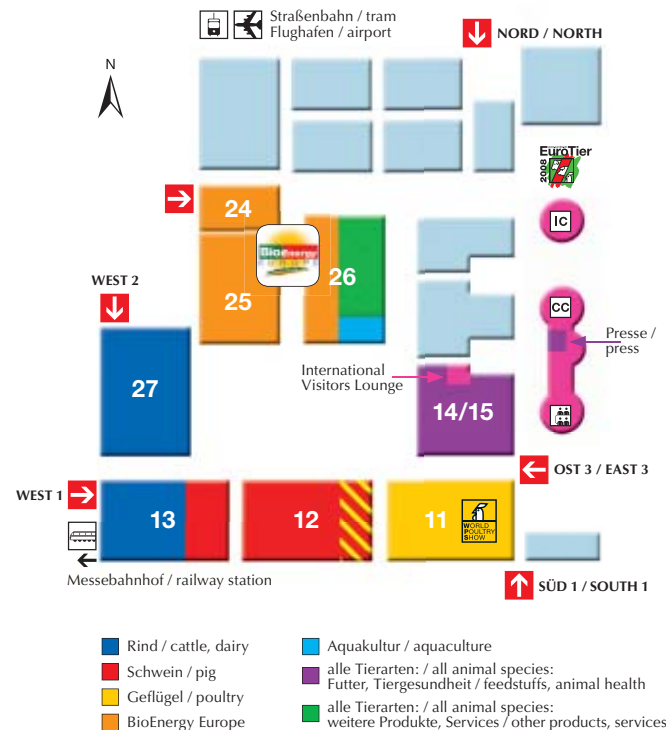 Straßenbahn / tram
Flughafen / airport
NORD / NORTH
N
2008
EuroTier
IC
24
BioEnergy
EUROPE
26
25
WEST 2
CC
Presse /
press
International
Visitors Lounge
27
14/15
OST 3 / EAST 3
WEST 1
13
12
11
WORLD
POULTRY
SHOW
Messebahnhof / railway station
SÜD 1 / SOUTH 1
Rind / cattle, dairy
Schwein / pig
Geflügel / poultry
BioEnergy Europe
Aquakultur / aquaculture
alle Tierarten: / all animal species:
Futter, Tiergesundheit / feedstuffs, animal health
alle Tierarten: / all animal species:
weitere Produkte, Services / other products, services